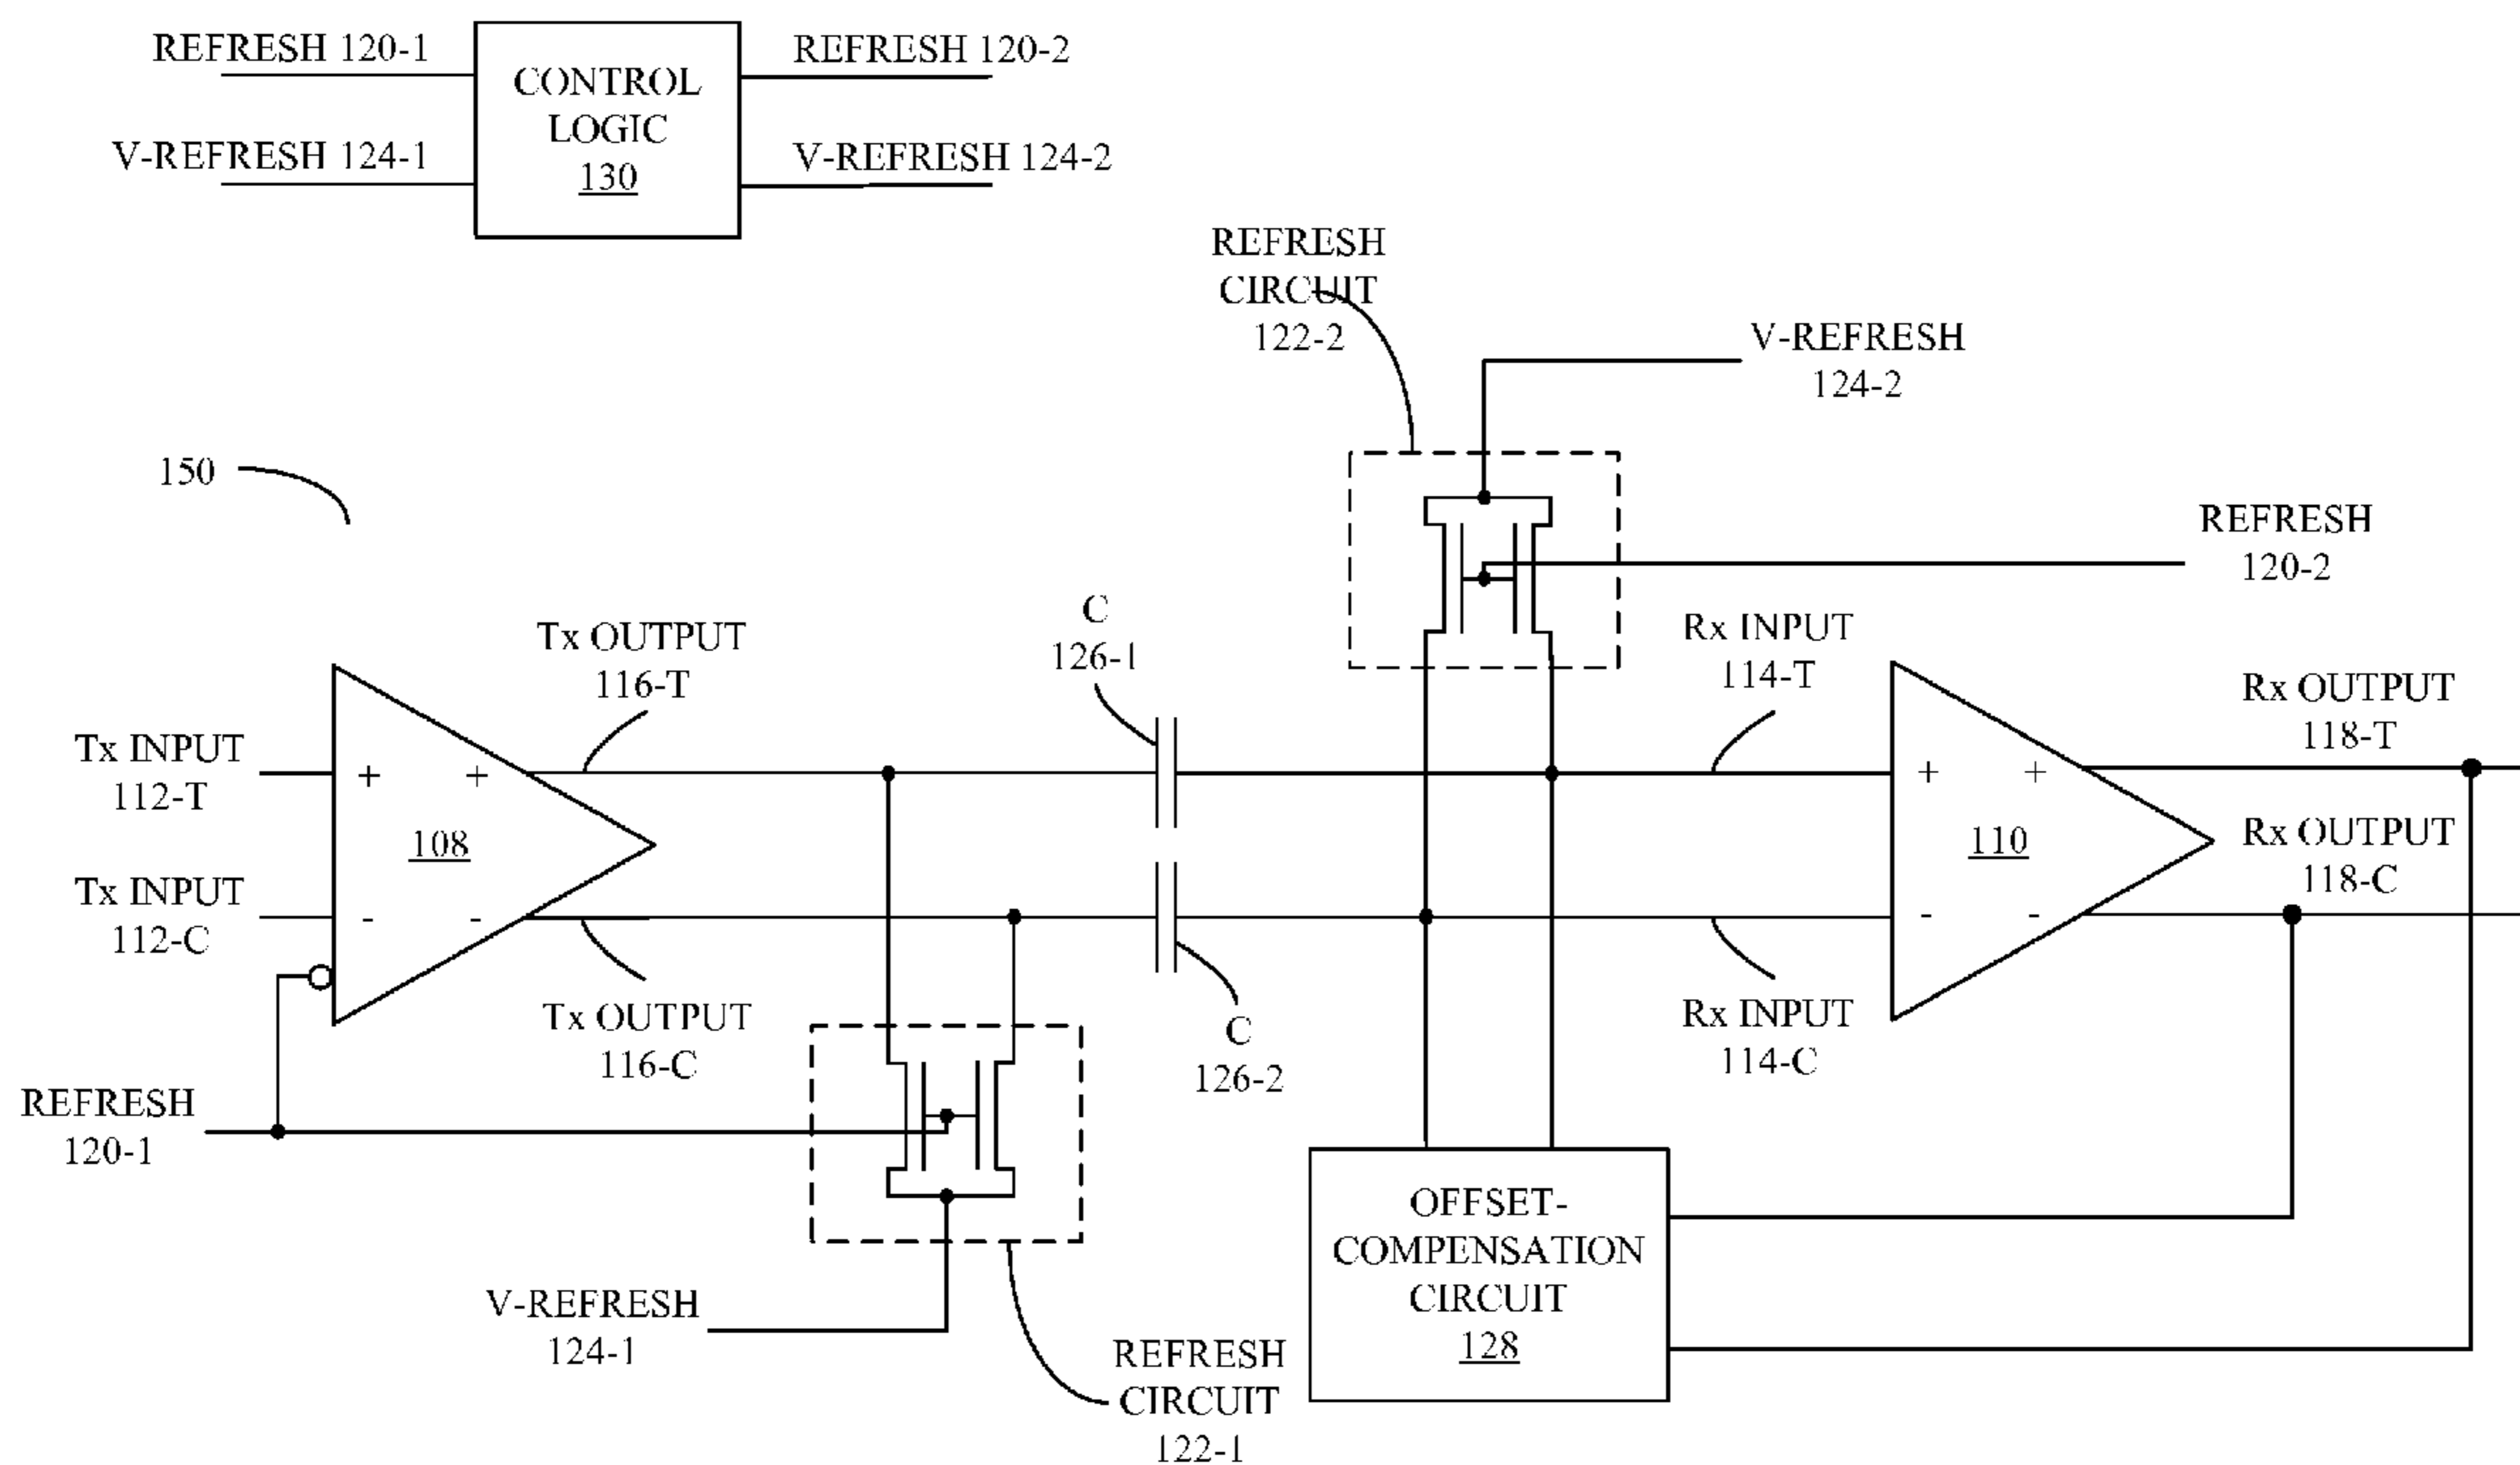 REFRESH 120-1
V-REFRESH 124-1
CONTROL
LOGIC
130
REFRESH 120-2
V-REFRESH 124-2
REFRESH
CIRCUIT
122-2
V-REFRESH
124-2
150
REFRESH
120-2
C
126-1
Tx OUTPUT
116-T
Rx INPUT
114-T
Rx OUTPUT
118-T
Tx INPUT
112-T
+
+
108
-
-
Tx INPUT
112-C
+
+
110
-
-
Rx OUTPUT
118-C
Tx OUTPUT
116-C
C
126-2
Rx INPUT
114-C
REFRESH
120-1
V-REFRESH
124-1
REFRESH
CIRCUIT
122-1
OFFSET-
COMPENSATION
CIRCUIT
128